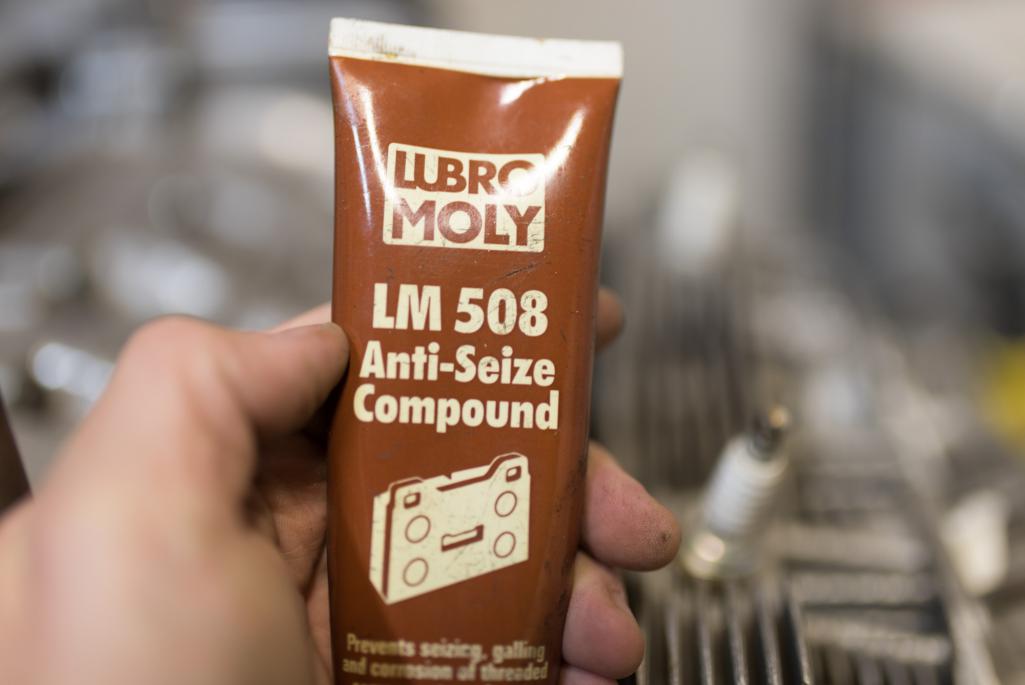 LUBRO
MOLY
LM 508
Anti-Seize
Compound
Prevents seizing, galling
and corrosion of threaded